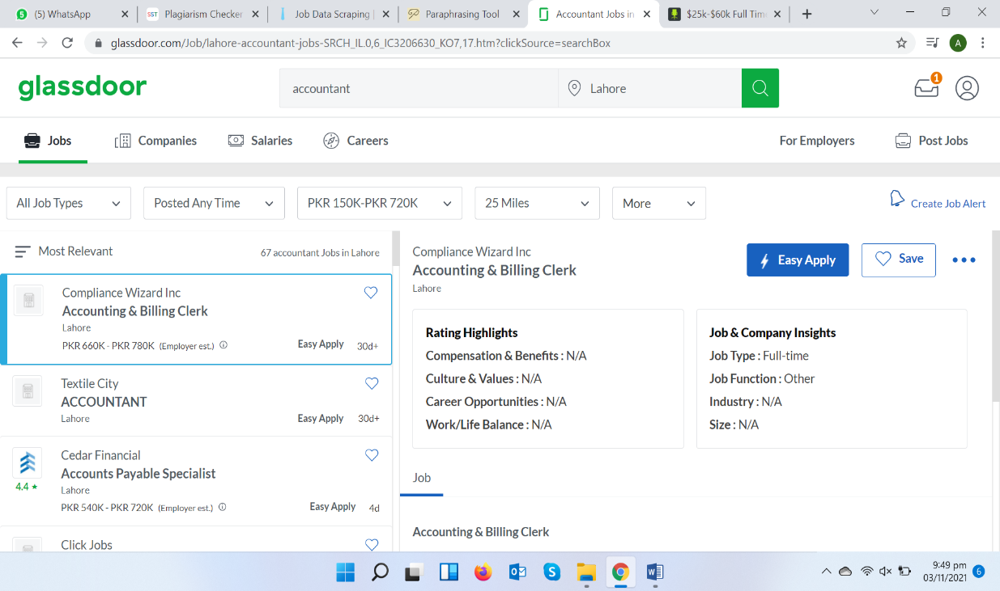 5 (5) WhatsApp
SST Plagiarism Checker
Job Data Scraping |
Paraphrasing Tool
Accountant Jobs in
$25k-$60k Full Time
glassdoor.com/Job/lahore-accountant-jobs-SRCH_IL.0,6_IC3206630_KO7,17.htm?clickSource=searchBox
A
glassdoor
accountant
Lahore
1
Jobs
Companies
Salaries
Careers
For Employers
Post Jobs
All Job Types
Posted Any Time
PKR 150K-PKR 720K
25 Miles
More
Create Job Alert
Most Relevant
67 accountant Jobs in Lahore
Compliance Wizard Inc
Accounting & Billing Clerk
Lahore
PKR 660K - PKR 780K (Employer est.)
Easy Apply
30d+
Textile City
ACCOUNTANT
Lahore
Easy Apply
30d+
Cedar Financial
Accounts Payable Specialist
4.4 ★
Lahore
PKR 540K - PKR 720K (Employer est.)
Easy Apply
4d
Click Jobs
Compliance Wizard Inc
Accounting & Billing Clerk
Lahore
Easy Apply
Save
Rating Highlights
Compensation & Benefits : N/A
Culture & Values : N/A
Career Opportunities : N/A
Work/Life Balance : N/A
Job & Company Insights
Job Type : Full-time
Job Function : Other
Industry : N/A
Size : N/A
Job
Accounting & Billing Clerk
9:49 pm
03/11/2021
6